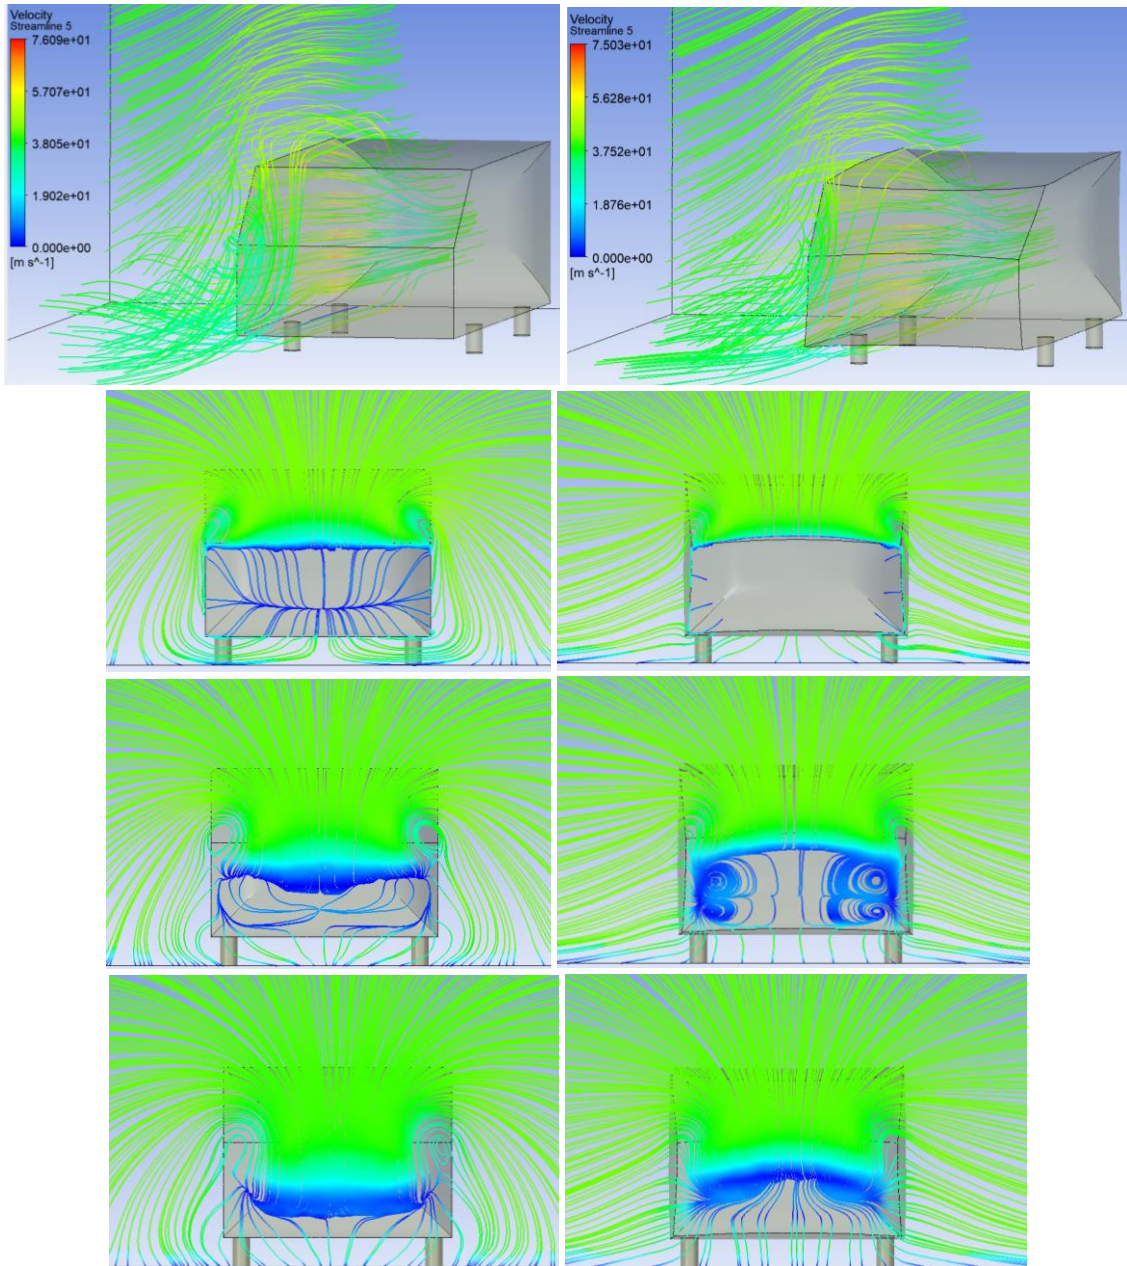 Velocity
Streamline 5
7.609e+01
5.707e+01
3.805e+01
1.902e+01
0.000e+00
[m s^-1]
Velocity
Streamline 5
7.503e+01
5.628e+01
3.752e+01
1.876e+01
0.000e+00
[m s^-1]